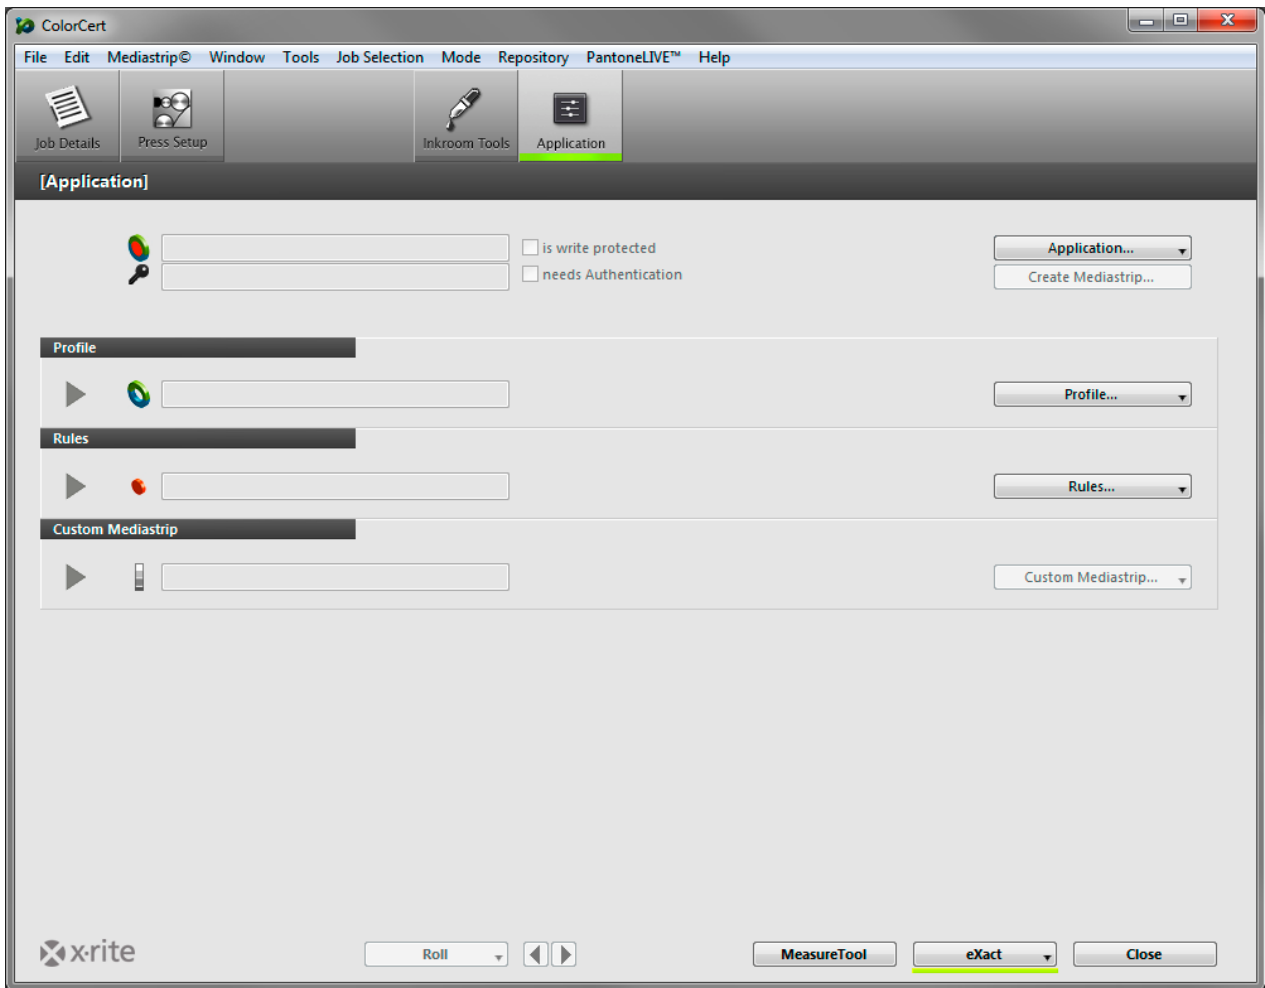 ColorCert
File Edit Mediastrip© Window Tools Job Selection Mode Repository PantoneLIVE™ Help
Job Details Press Setup Inkroom Tools Application
[Application]
is write protected Application...
needs Authentication Create Mediastrip...
Profile
Profile...
Rules
Rules...
Custom Mediastrip
Custom Mediastrip...
x·rite Roll MeasureTool eXact Close